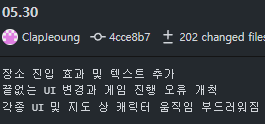 05.30
ClapJeoung 4cce8b7 ± 202 changed files
장소 진입 효과 및 텍스트 추가
끝없는 UI 변경과 게임 진행 오류 개척
각종 UI 및 지도 상 캐릭터 움직임 부드러워짐